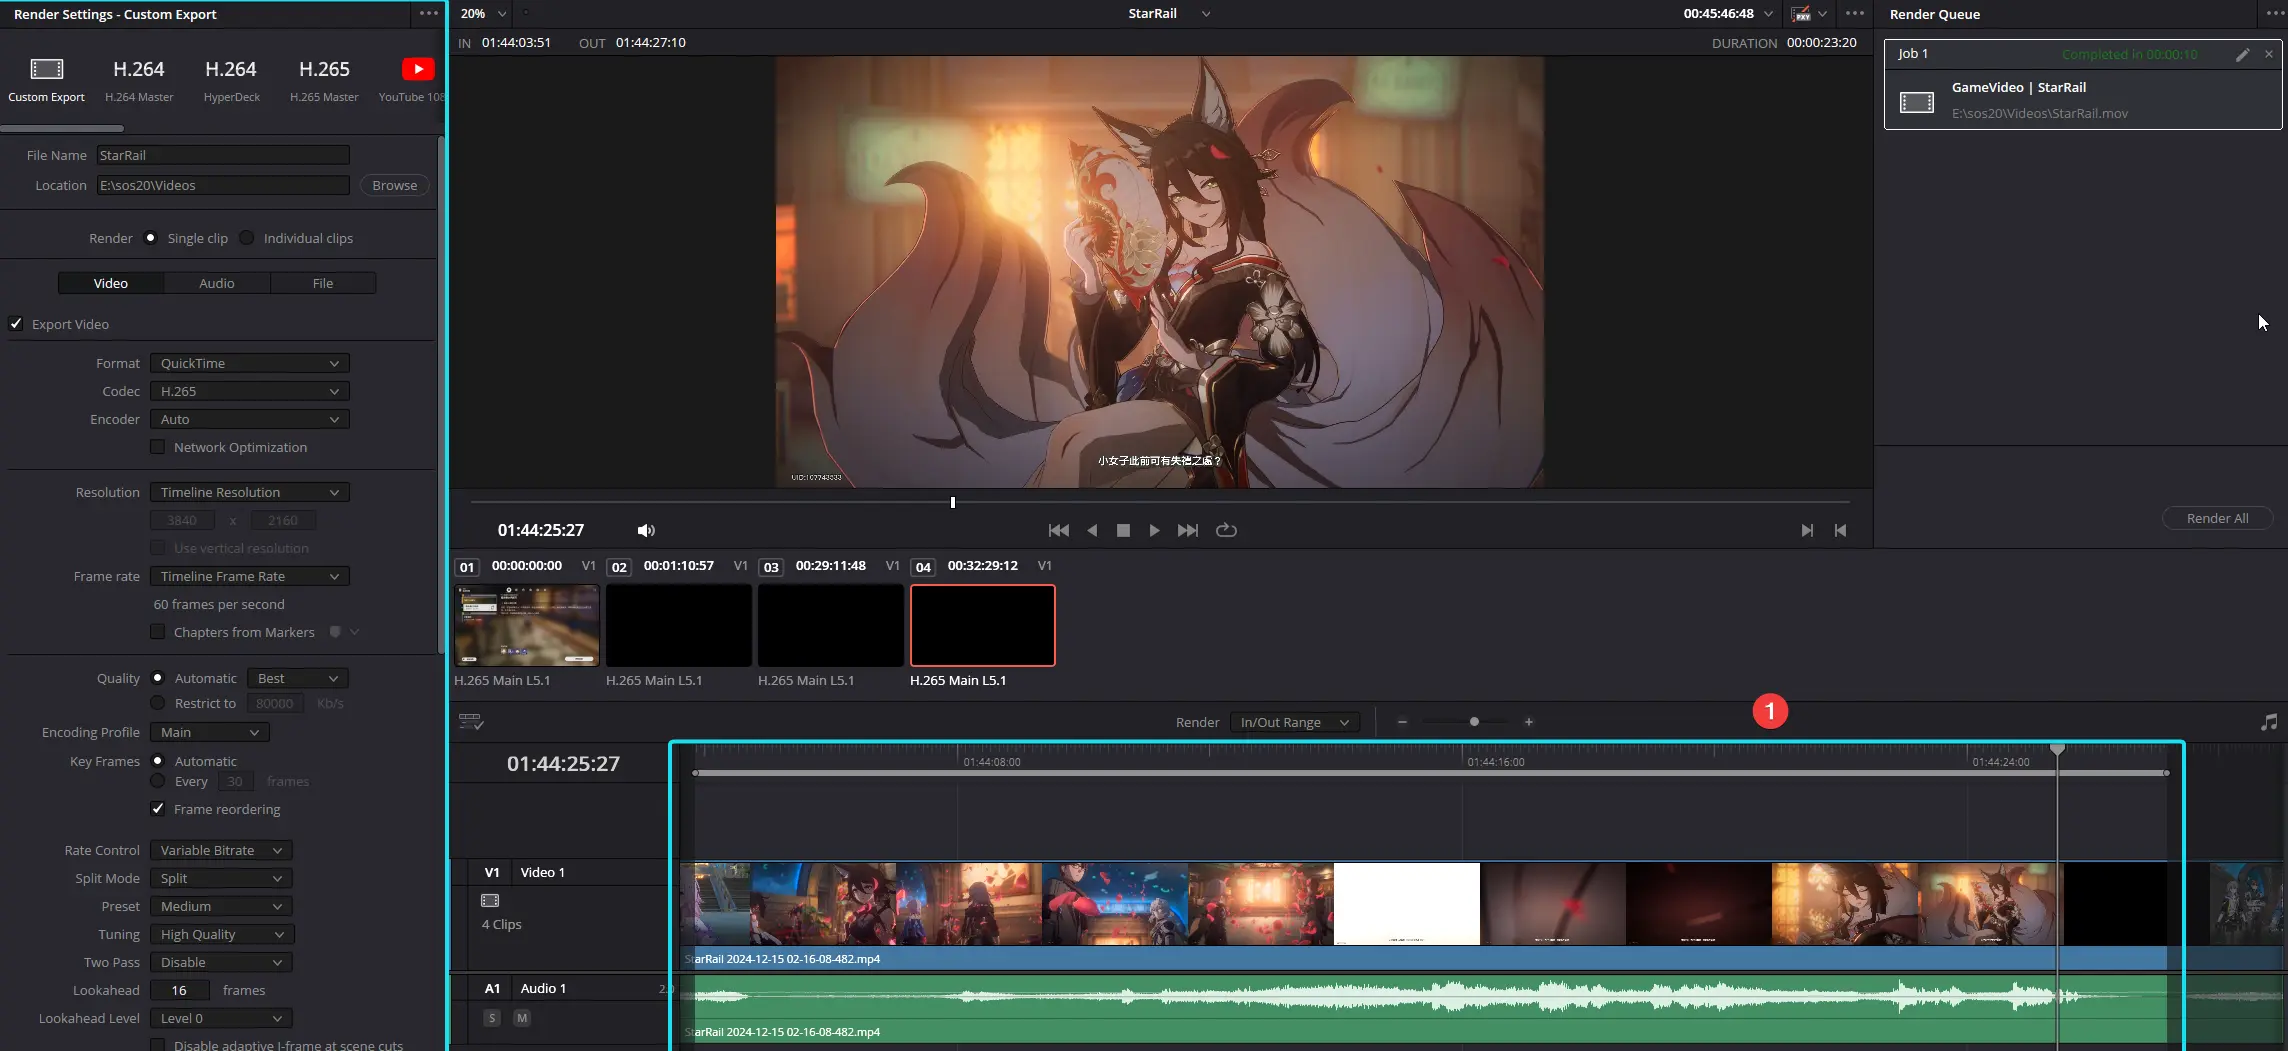 Render Settings - Custom Export
20%
StarRail
00:45:46:48
Render Queue
IN 01:44:03:51 OUT 01:44:27:10
DURATION 00:00:23:20
Job 1 Completed in 00:00:10
GameVideo | StarRail
E:\sos20\Videos\StarRail.mov
H.264
H.264
H.265
Custom Export
H.264 Master
HyperDeck
H.265 Master
YouTube 108
File Name StarRail
Location E:\sos20\Videos Browse
Render Single clip Individual clips
Video Audio File
Export Video
Format QuickTime
Codec H.265
Encoder Auto
Network Optimization
Resolution Timeline Resolution
3840 x 2160
Use vertical resolution
Frame rate Timeline Frame Rate
60 frames per second
Chapters from Markers
Quality Automatic Best
Restrict to 80000 Kb/s
Encoding Profile Main
Key Frames Automatic
Every 30 frames
Frame reordering
Rate Control Variable Bitrate
Split Mode Split
Preset Medium
Tuning High Quality
Two Pass Disable
Lookahead 16 frames
Lookahead Level Level 0
Disable adaptive I-frame at scene cuts
小女子此前可有失禮之處？
01:44:25:27
Render All
01 00:00:00:00 V1
02 00:01:10:57 V1
03 00:29:11:48 V1
04 00:32:29:12 V1
H.265 Main L5.1
H.265 Main L5.1
H.265 Main L5.1
H.265 Main L5.1
Render In/Out Range
1
01:44:25:27
01:44:08:00
01:44:16:00
01:44:24:00
V1 Video 1
4 Clips
StarRail 2024-12-15 02-16-08-482.mp4
A1 Audio 1 2.0
S M
StarRail 2024-12-15 02-16-08-482.mp4